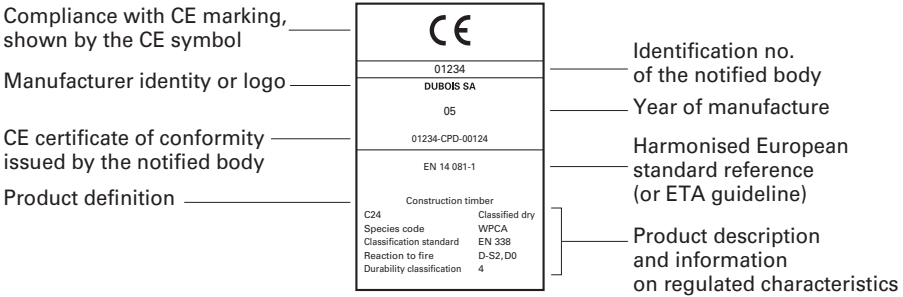 Compliance with CE marking,
shown by the CE symbol
Manufacturer identity or logo
CE certificate of conformity
issued by the notified body
Product definition
CE
01234
DUBOIS SA
05
01234-CPD-00124
EN 14 081-1
Construction timber
C24 Classified dry
Species code WPCA
Classification standard EN 338
Reaction to fire D-S2, D0
Durability classification 4
Identification no.
of the notified body
Year of manufacture
Harmonised European
standard reference
(or ETA guideline)
Product description
and information
on regulated characteristics